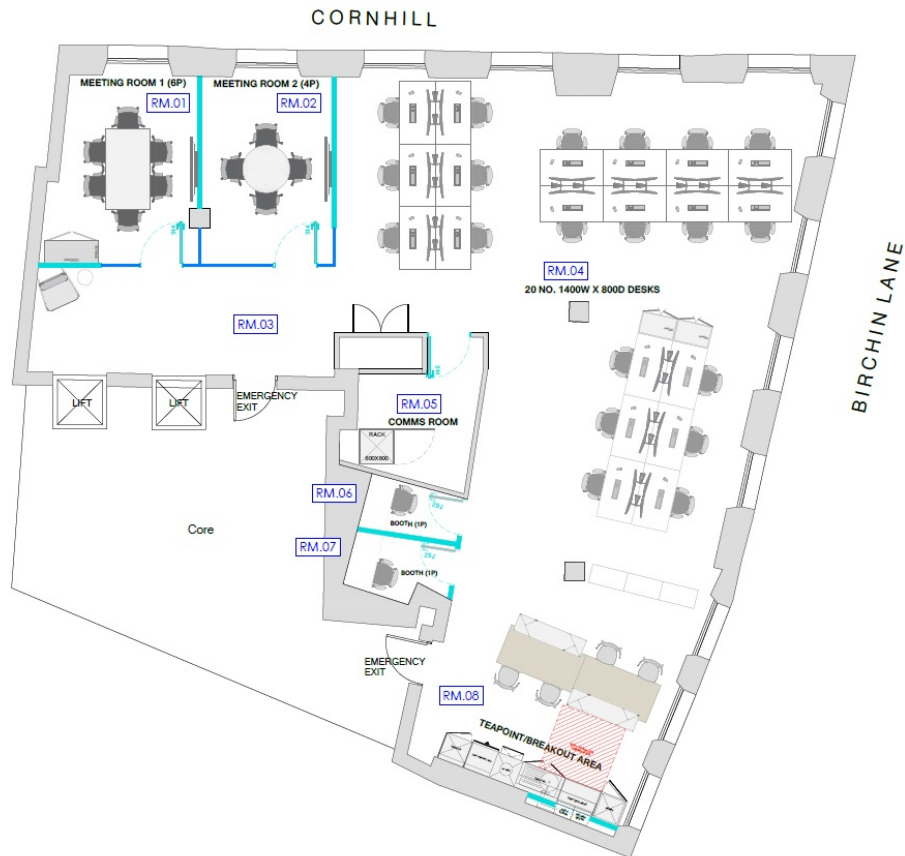 CORNHILL
MEETING ROOM 1 (6P)
MEETING ROOM 2 (4P)
RM.01
RM.02
RM.04
20 NO. 1400W X 800D DESKS
BIRCHIN LANE
RM.03
LIFT
LIFT
EMERGENCY
EXIT
RM.05
COMMS ROOM
RACK
600X800
RM.06
762
BOOTH (1P)
RM.07
762
BOOTH (1P)
Core
EMERGENCY
EXIT
RM.08
TEAPOINT/BREAKOUT AREA